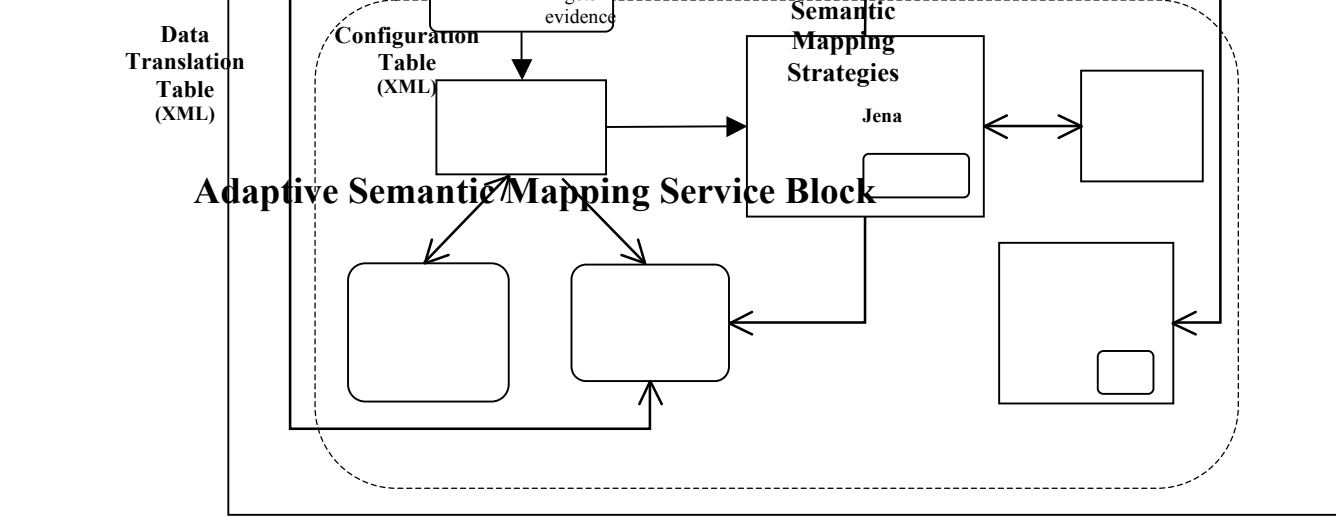 evidence
Data
Translation
Table
(XML)
Configuration
Table
(XML)
Semantic
Mapping
Strategies
Jena
Adaptive Semantic Mapping Service Block